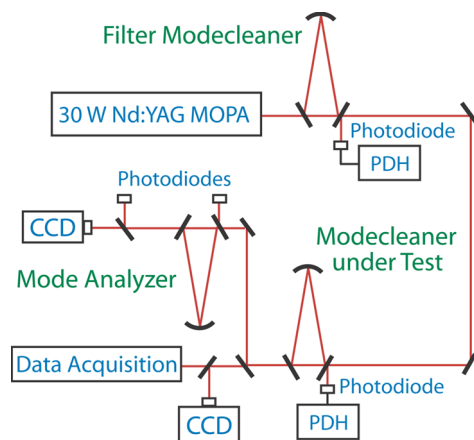 Filter Modecleaner
30 W Nd:YAG MOPA
Photodiode
PDH
Photodiodes
CCD
Mode Analyzer
Modecleaner
under Test
Data Acquisition
Photodiode
CCD
PDH